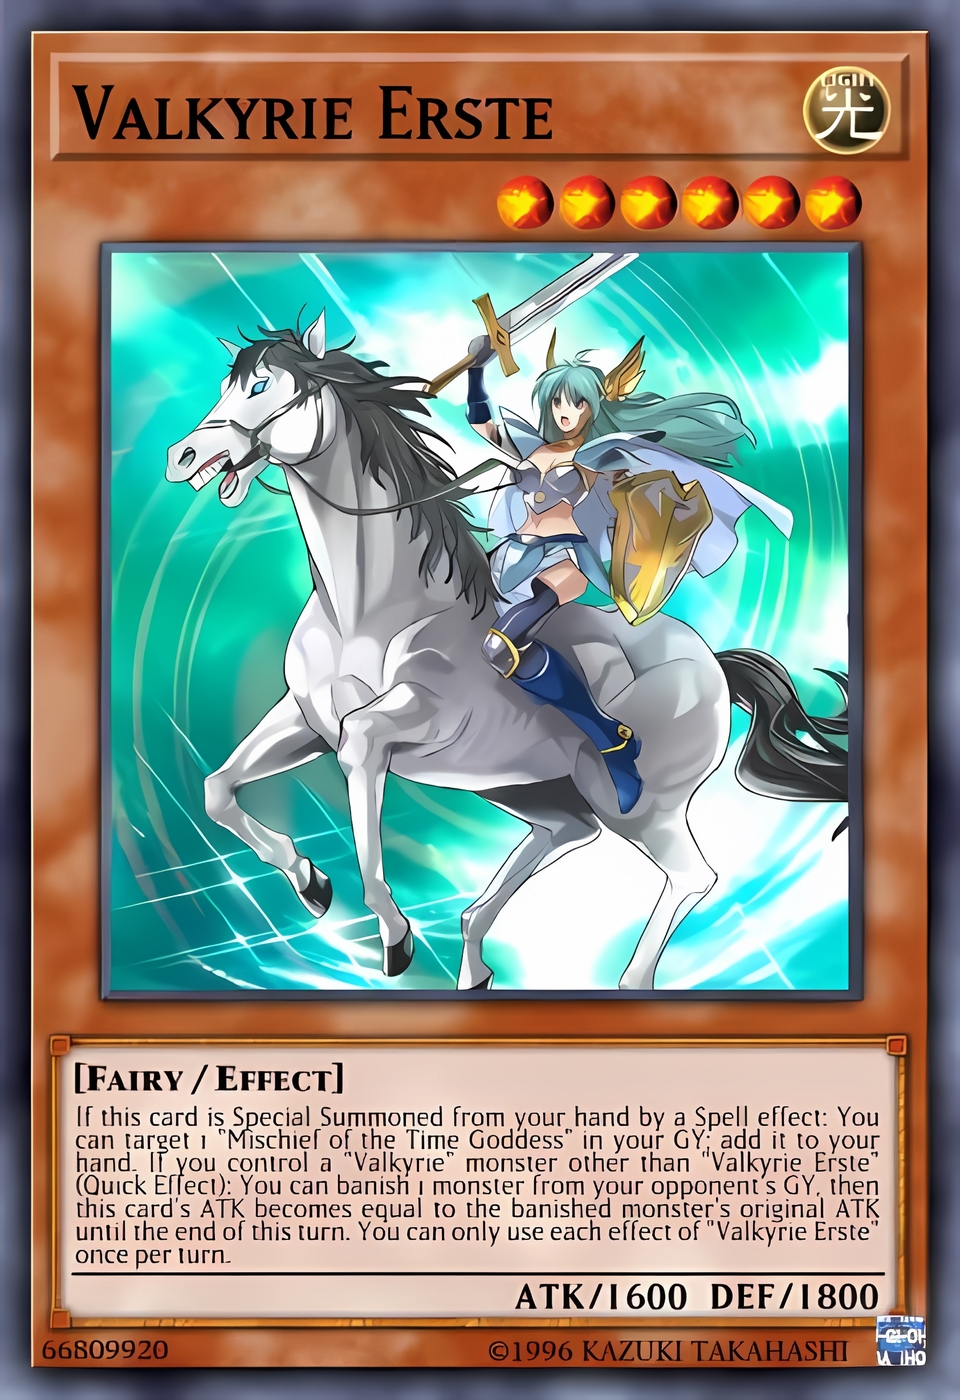 Valkyrie Erste
光
[Fairy / Effect]
If this card is Special Summoned from your hand by a Spell effect: You
can target 1 "Mischief of the Time Goddess" in your GY; add it to your
hand. If you control a "Valkyrie" monster other than "Valkyrie Erste"
(Quick Effect): You can banish 1 monster from your opponent's GY, then
this card's ATK becomes equal to the banished monster's original ATK
until the end of this turn. You can only use each effect of "Valkyrie Erste"
once per turn.
ATK/1600 DEF/1800
66809920
©1996 KAZUKI TAKAHASHI